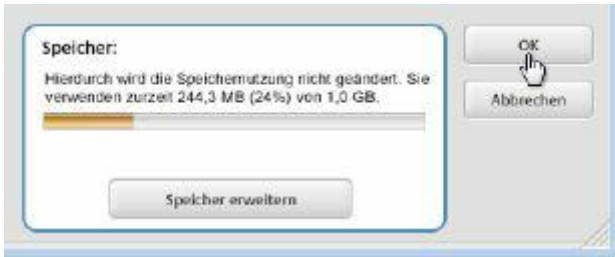 Speicher:
Hierdurch wird die Speichernutzung nicht geändert. Sie
verwenden zurzeit 244,3 MB (24%) von 1,0 GB.
Speicher erweitern
OK
Abbrechen